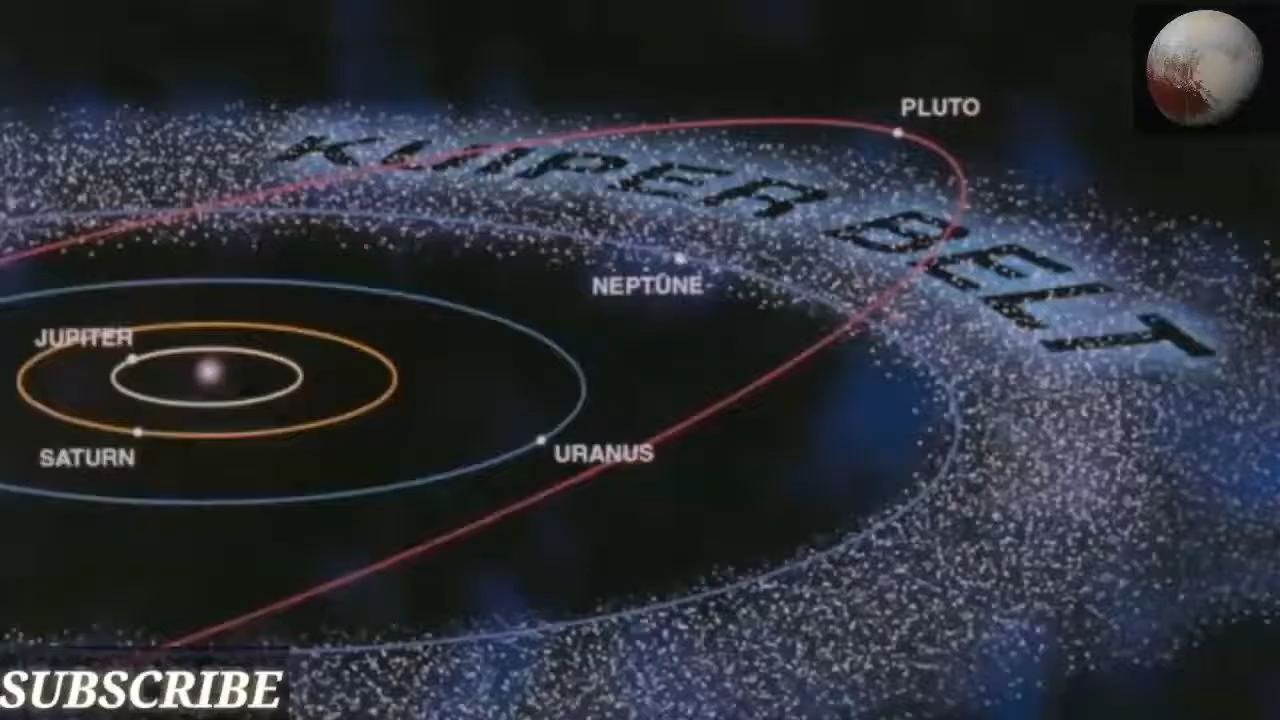 PLUTO
KUIPER BELT
NEPTUNE
JUPITER
URANUS
SATURN
SUBSCRIBE